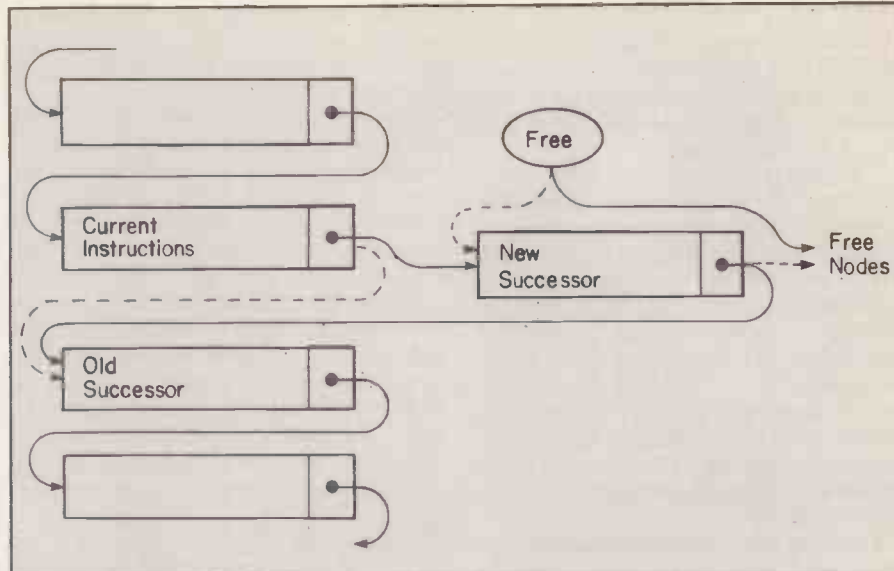 Free
Current
Instructions
New
Successor
Free
Nodes
Old
Successor